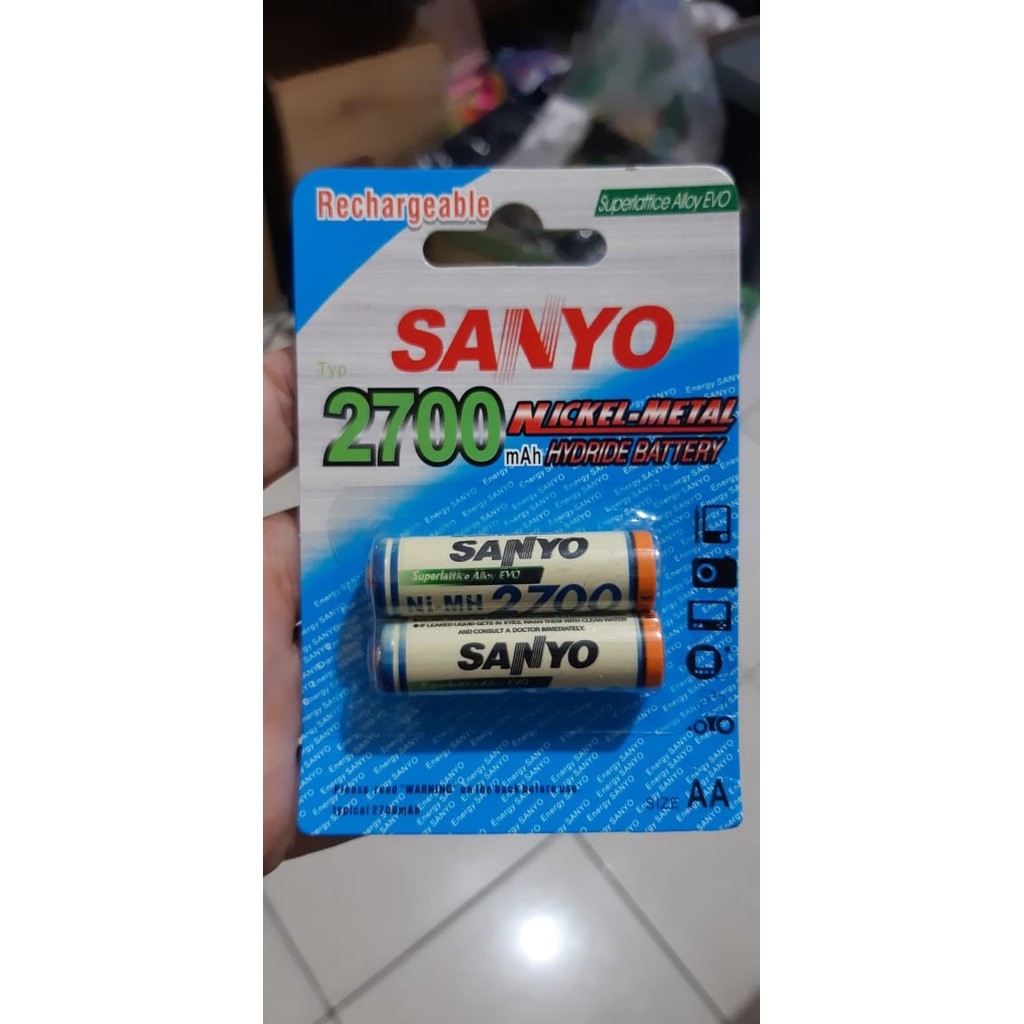 Rechargeable
Superlattice Alloy EVO
SANYO
Typ.
2700 mAh
NICKEL-METAL
HYDRIDE BATTERY
Energy SANYO
SANYO
Superlattice Alloy EVO
Ni-MH 2700
IF LEAKED LIQUID GETS IN EYES, WASH THEM WITH CLEAN WATER
AND CONSULT A DOCTOR IMMEDIATELY.
SANYO
Superlattice Alloy EVO
Please read "WARNING" on the back before use.
typical 2700mAh
SIZE AA